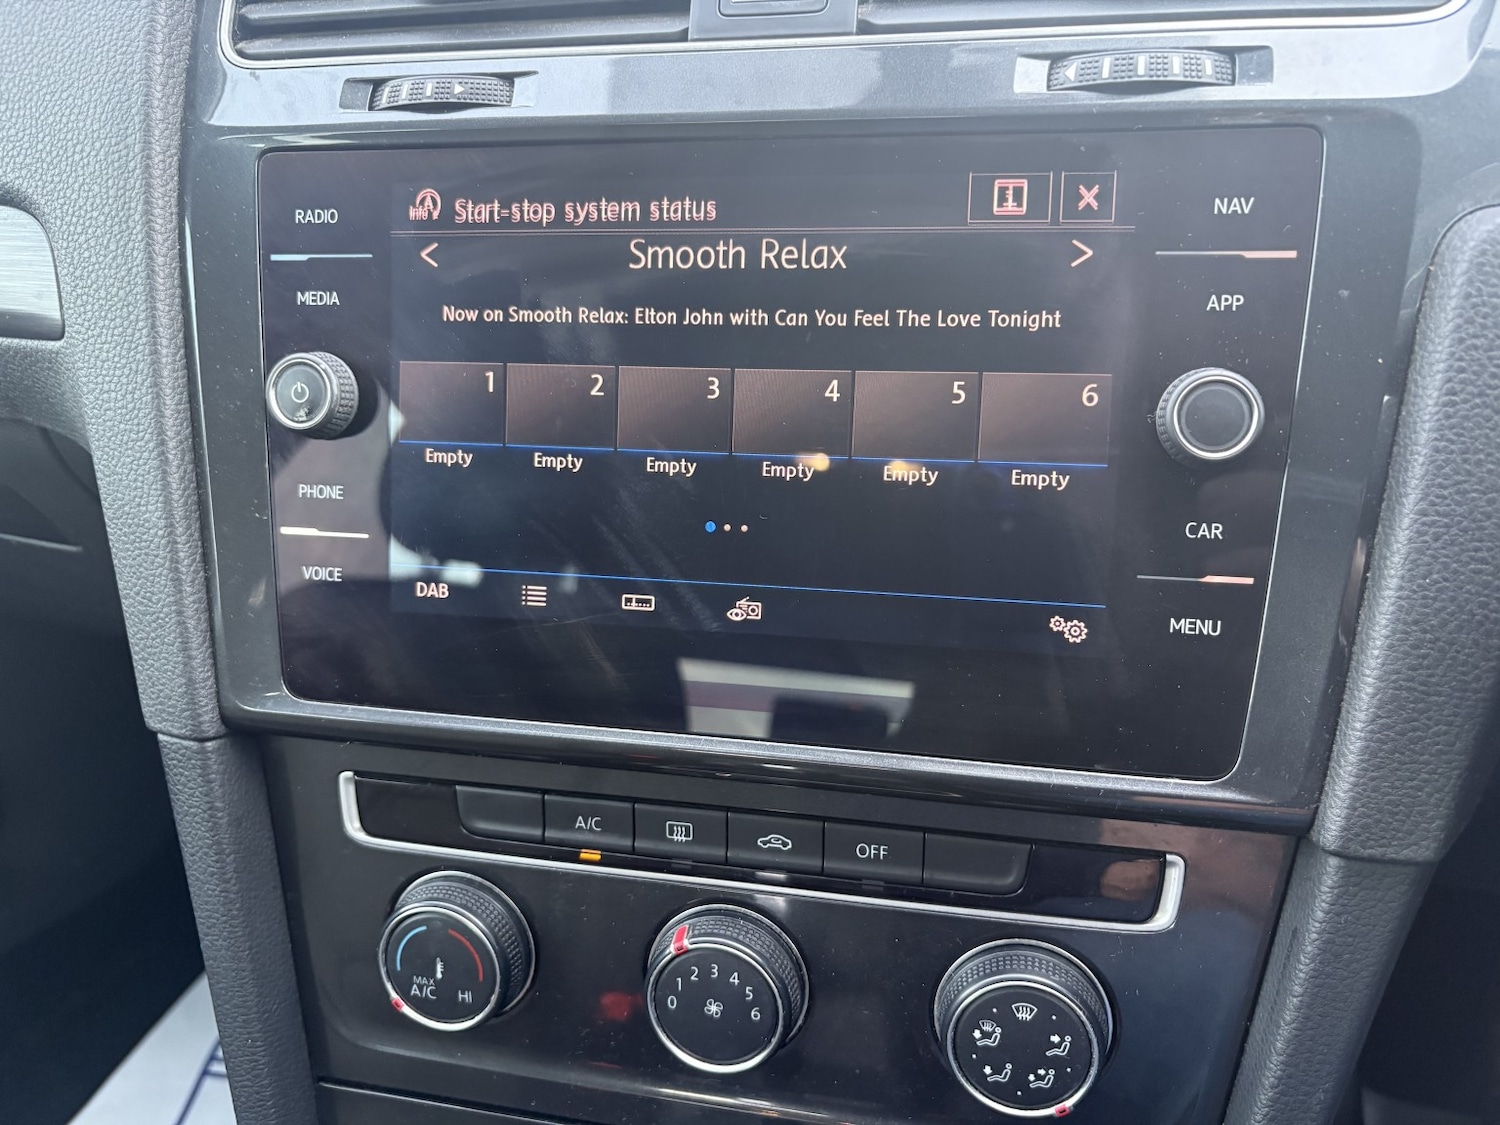 RADIO
MEDIA
PHONE
VOICE
Info
Start-stop system status
Smooth Relax
Now on Smooth Relax: Elton John with Can You Feel The Love Tonight
1 2 3 4 5 6
Empty Empty Empty Empty Empty Empty
DAB
NAV
APP
CAR
MENU
A/C
OFF
MAX
A/C
HI
0 1 2 3 4 5 6